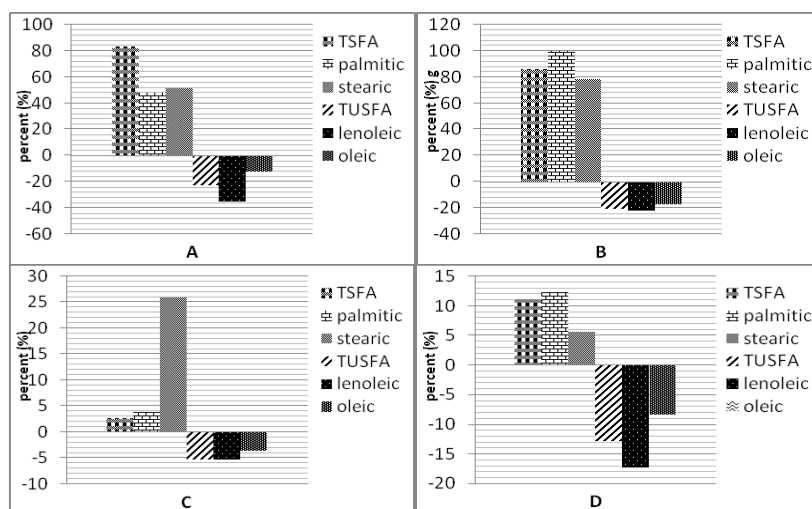 100
80
60
40
20
0
-20
-40
-60
percent (%)
TSFA
palmitic
stearic
TUSFA
lenoleic
oleic
A
120
100
80
60
40
20
0
-20
-40
percent (%) g
TSFA
palmitic
stearic
TUSFA
lenoleic
oleic
B
30
25
20
15
10
5
0
-5
-10
percent (%)
TSFA
palmitic
stearic
TUSFA
lenoleic
oleic
C
15
10
5
0
-5
-10
-15
-20
percent (%)
TSFA
palmitic
stearic
TUSFA
lenoleic
oleic
D